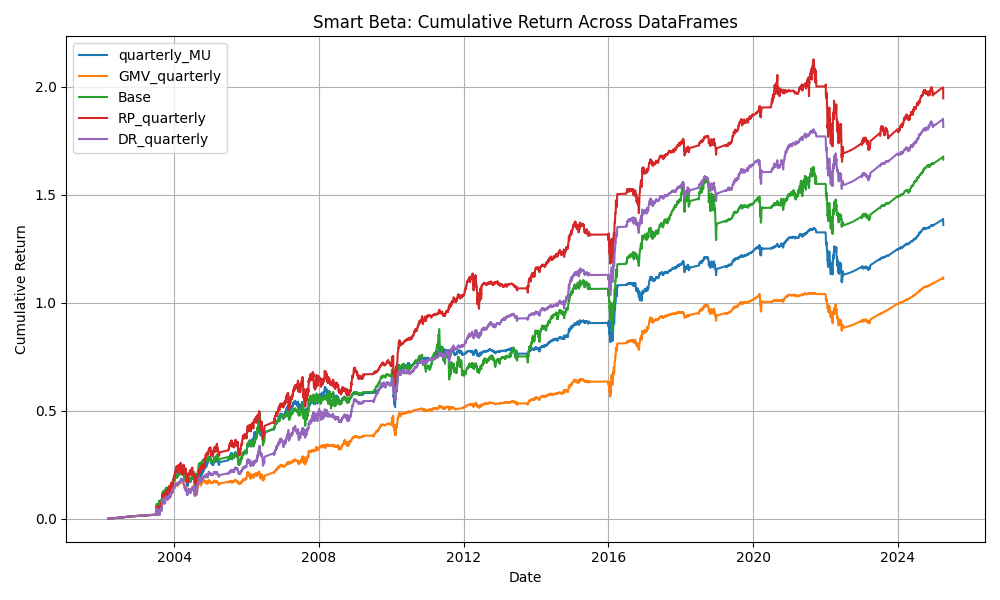 Smart Beta: Cumulative Return Across DataFrames
quarterly_MU
GMV_quarterly
Base
RP_quarterly
DR_quarterly
Cumulative Return
2.0
1.5
1.0
0.5
0.0
2004 2008 2012 2016 2020 2024
Date